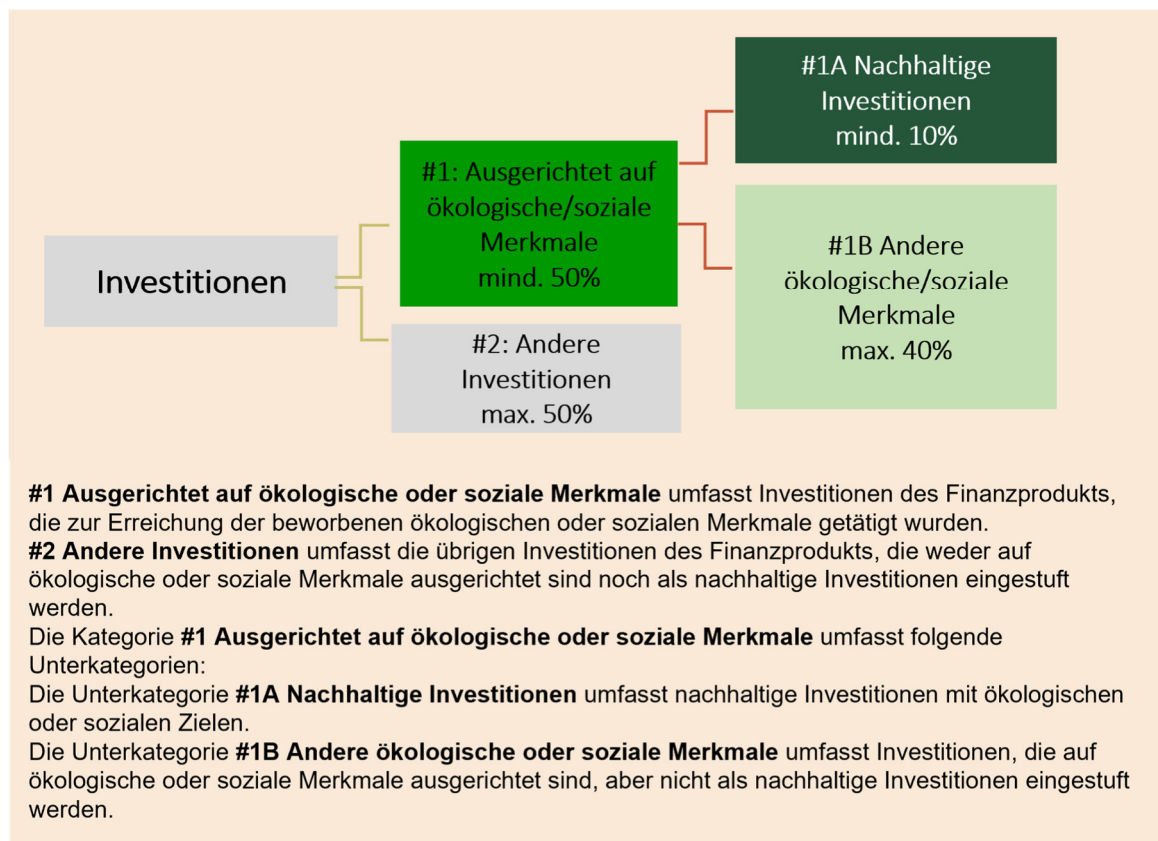 #1A Nachhaltige
Investitionen
mind. 10%
#1: Ausgerichtet auf
ökologische/soziale
Merkmale
mind. 50%
#1B Andere
ökologische/soziale
Merkmale
max. 40%
Investitionen
#2: Andere
Investitionen
max. 50%
#1 Ausgerichtet auf ökologische oder soziale Merkmale umfasst Investitionen des Finanzprodukts,
die zur Erreichung der beworbenen ökologischen oder sozialen Merkmale getätigt wurden.
#2 Andere Investitionen umfasst die übrigen Investitionen des Finanzprodukts, die weder auf
ökologische oder soziale Merkmale ausgerichtet sind noch als nachhaltige Investitionen eingestuft
werden.
Die Kategorie #1 Ausgerichtet auf ökologische oder soziale Merkmale umfasst folgende
Unterkategorien:
Die Unterkategorie #1A Nachhaltige Investitionen umfasst nachhaltige Investitionen mit ökologischen
oder sozialen Zielen.
Die Unterkategorie #1B Andere ökologische oder soziale Merkmale umfasst Investitionen, die auf
ökologische oder soziale Merkmale ausgerichtet sind, aber nicht als nachhaltige Investitionen eingestuft
werden.